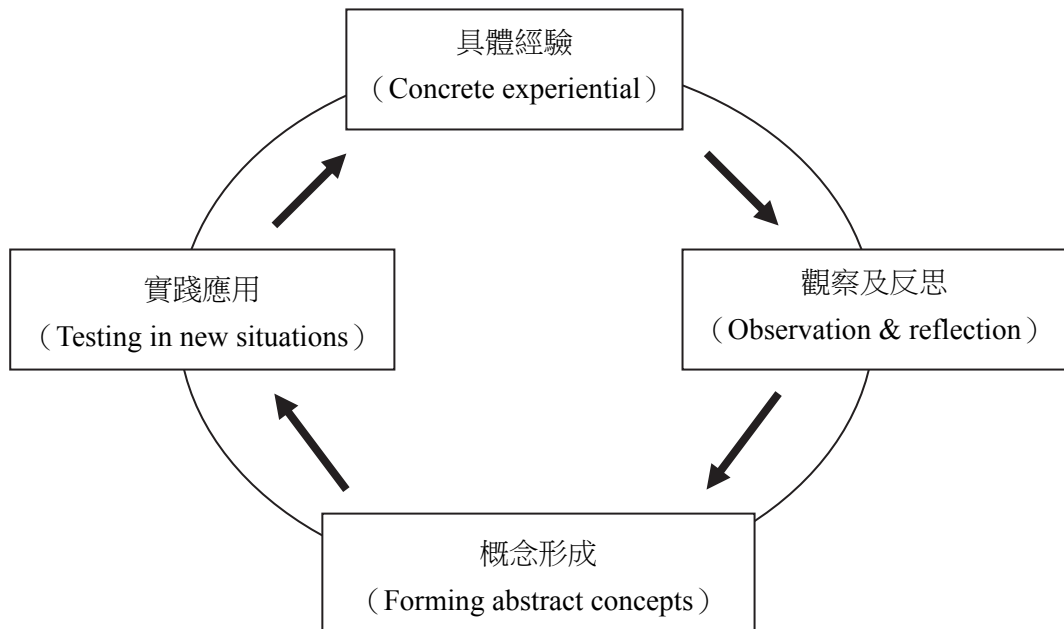 具體經驗
（Concrete experiential）
實踐應用
（Testing in new situations）
觀察及反思
（Observation & reflection）
概念形成
（Forming abstract concepts）